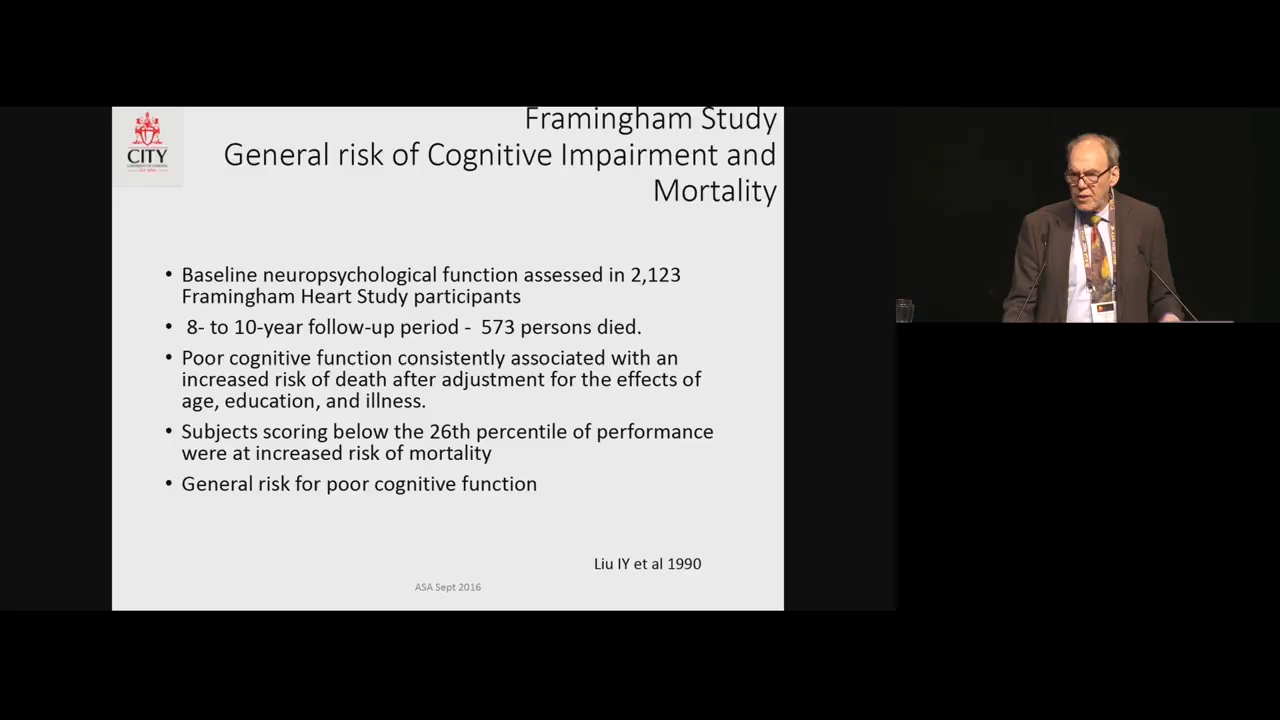 Framingham Study
General risk of Cognitive Impairment and
Mortality
CITY
• Baseline neuropsychological function assessed in 2,123
Framingham Heart Study participants
• 8- to 10-year follow-up period - 573 persons died.
• Poor cognitive function consistently associated with an
increased risk of death after adjustment for the effects of
age, education, and illness.
• Subjects scoring below the 26th percentile of performance
were at increased risk of mortality
• General risk for poor cognitive function
Liu IY et al 1990
ASA Sept 2016